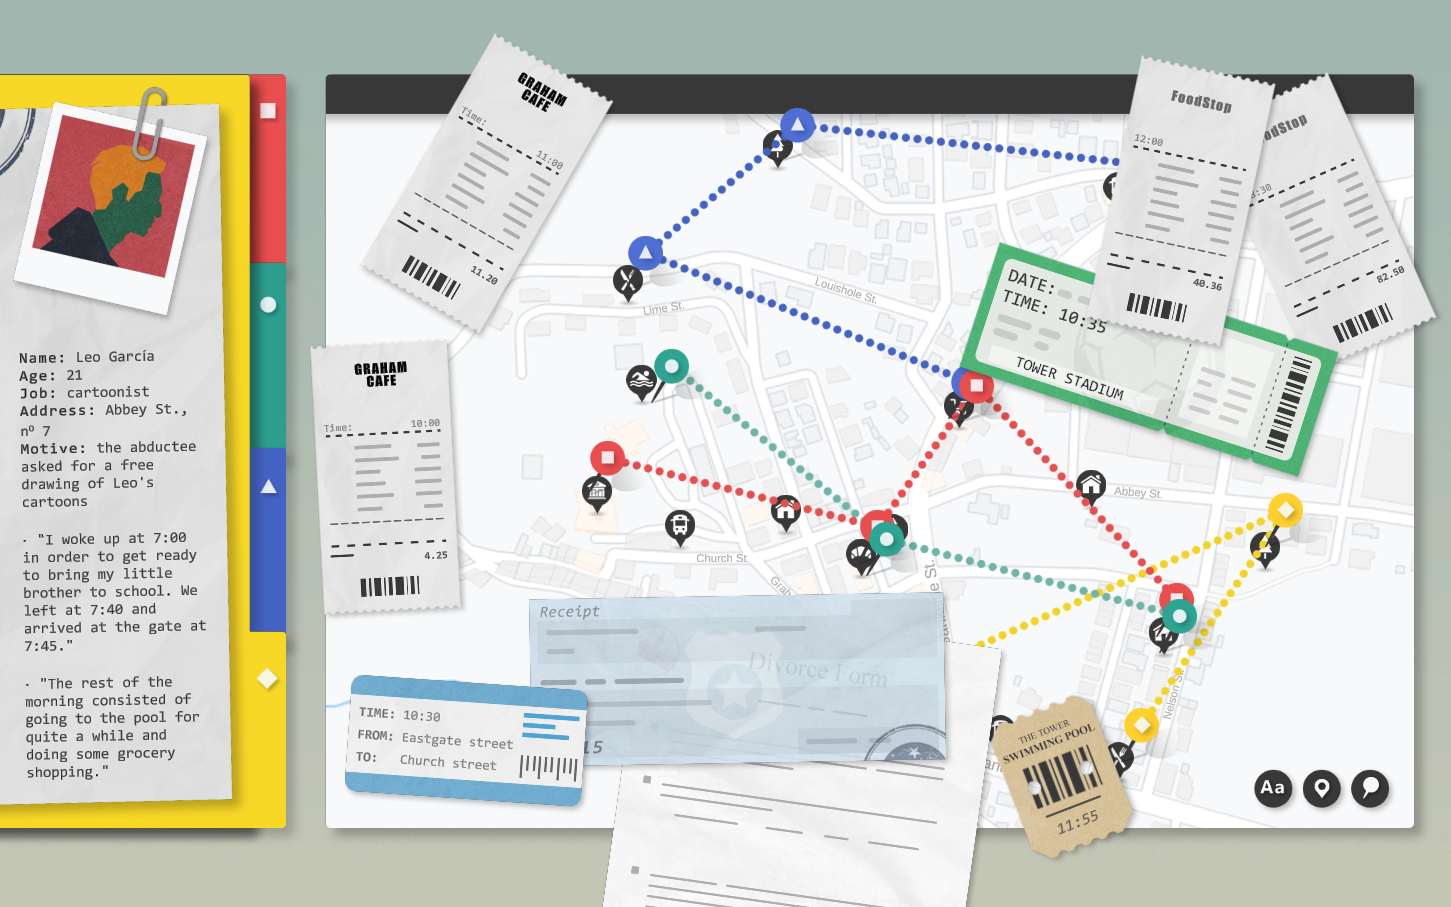 Name: Leo García
Age: 21
Job: cartoonist
Address: Abbey St.,
nº 7
Motive: the abductee
asked for a free
drawing of Leo's
cartoons
· "I woke up at 7:00
in order to get ready
to bring my little
brother to school. We
left at 7:40 and
arrived at the gate at
7:45."
· "The rest of the
morning consisted of
going to the pool for
quite a while and
doing some grocery
shopping."
GRAHAM
CAFE
Time:
11:00
11.20
GRAHAM
CAFE
Time:
10:00
4.25
FoodStop
12:00
40.36
odStop
:30
82.50
DATE:
TIME: 10:35
TOWER STADIUM
Louishole St.
Lime St.
Abbey St.
Church St.
Grah
e St.
Nelson St.
Receipt
Divorce Form
15
TIME: 10:30
FROM: Eastgate street
TO: Church street
THE TOWER
SWIMMING POOL
11:55
Aa